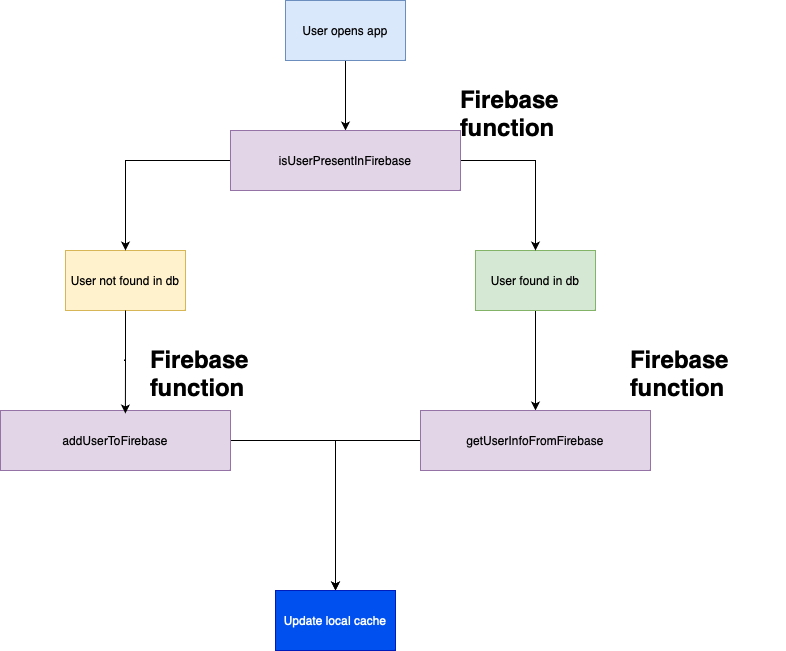 User opens app
Firebase
function
isUserPresentInFirebase
User not found in db
User found in db
Firebase
function
Firebase
function
addUserToFirebase
getUserInfoFromFirebase
Update local cache